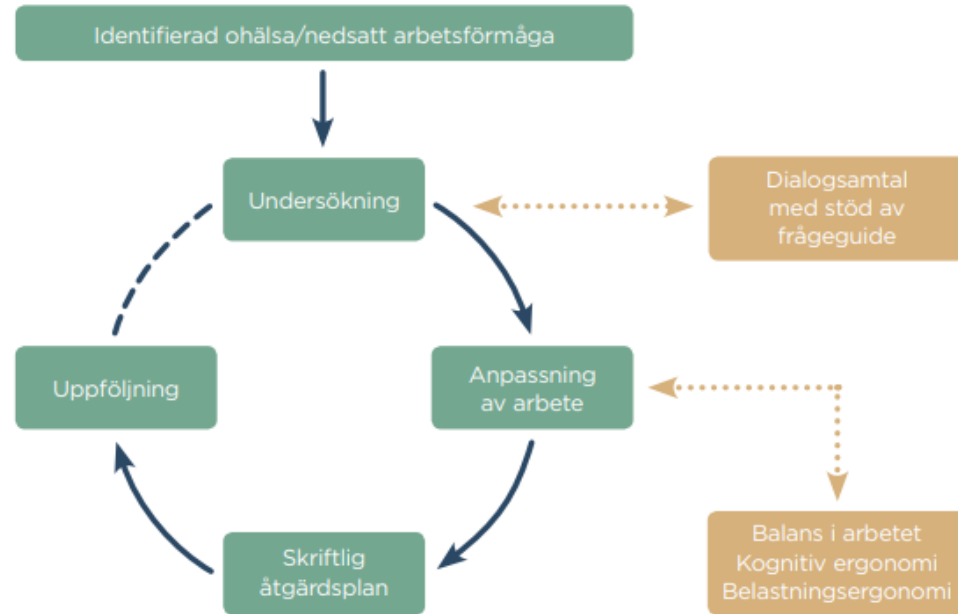 Identifierad ohälsa/nedsatt arbetsförmåga
Undersökning
Dialogsamtal
med stöd av
frågeguide
Uppföljning
Anpassning
av arbete
Skriftlig
åtgärdsplan
Balans i arbetet
Kognitiv ergonomi
Belastningsergonomi